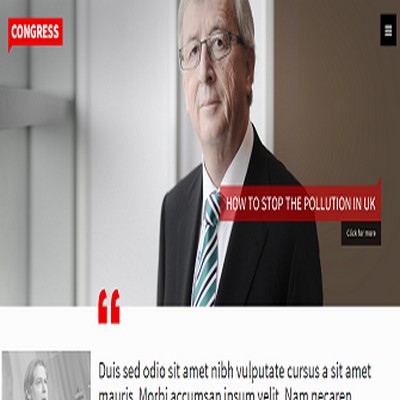 CONGRESS
HOW TO STOP THE POLLUTION IN UK
Click for more
Duis sed odio sit amet nibh vulputate cursus a sit amet
mauris. Morbi accumsan ipsum velit. Nam necaren